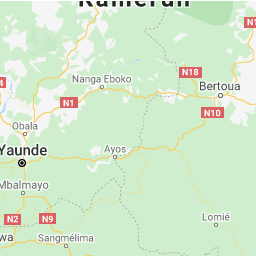 Kamerun
N18
Nanga Eboko
Bertoua
N1
N10
Obala
Yaunde
Ayos
Mbalmayo
N2
N9
Lomié
wa
Sangmélima